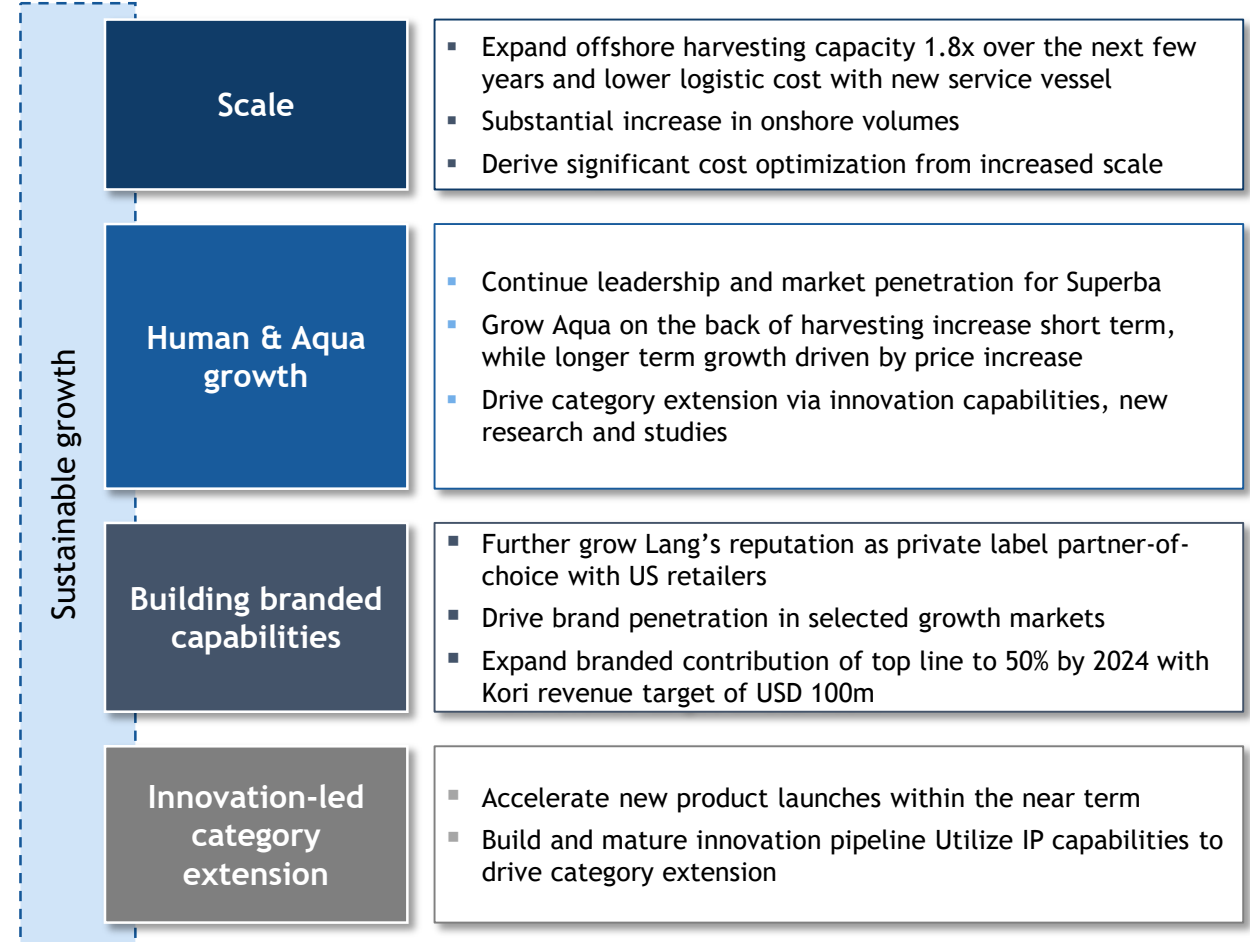 Sustainable growth
Scale
▪ Expand offshore harvesting capacity 1.8x over the next few
years and lower logistic cost with new service vessel
▪ Substantial increase in onshore volumes
▪ Derive significant cost optimization from increased scale
Human & Aqua
growth
▪ Continue leadership and market penetration for Superba
▪ Grow Aqua on the back of harvesting increase short term,
while longer term growth driven by price increase
▪ Drive category extension via innovation capabilities, new
research and studies
Building branded
capabilities
▪ Further grow Lang’s reputation as private label partner-of-
choice with US retailers
▪ Drive brand penetration in selected growth markets
▪ Expand branded contribution of top line to 50% by 2024 with
Kori revenue target of USD 100m
Innovation-led
category
extension
▪ Accelerate new product launches within the near term
▪ Build and mature innovation pipeline Utilize IP capabilities to
drive category extension